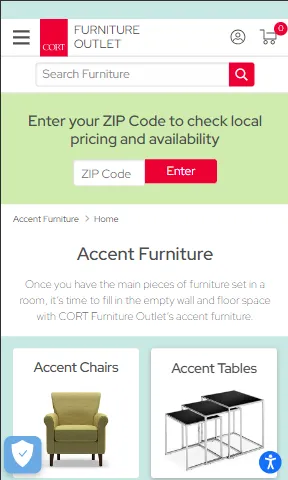 FURNITURE
OUTLET
CORT
0
Search Furniture
Enter your ZIP Code to check local
pricing and availability
ZIP Code
Enter
Accent Furniture > Home
Accent Furniture
Once you have the main pieces of furniture set in a
room, it's time to fill in the empty wall and floor space
with CORT Furniture Outlet's accent furniture.
Accent Chairs
Accent Tables